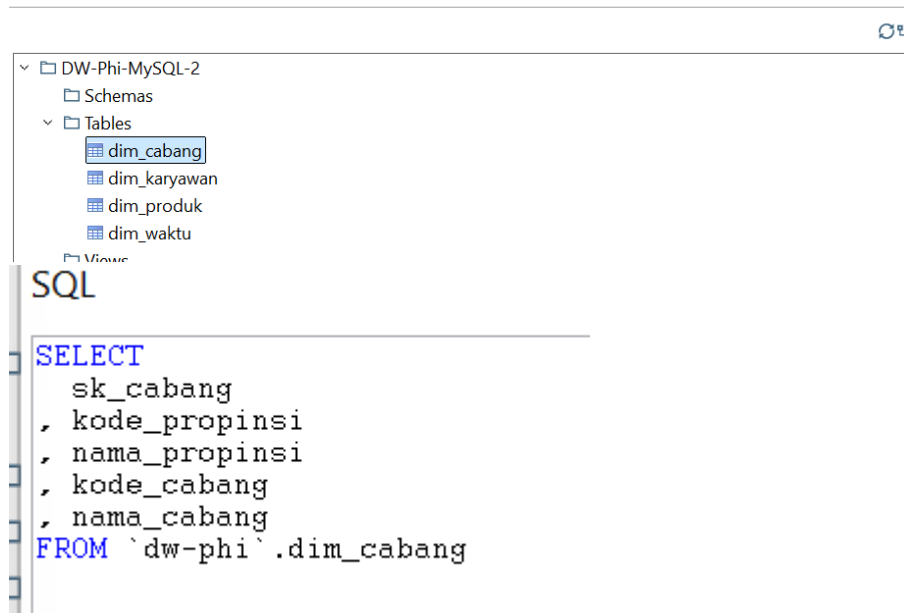 DW-Phi-MySQL-2
Schemas
Tables
dim_cabang
dim_karyawan
dim_produk
dim_waktu
Views
SQL
SELECT
sk_cabang
, kode_propinsi
, nama_propinsi
, kode_cabang
, nama_cabang
FROM `dw-phi`.dim_cabang